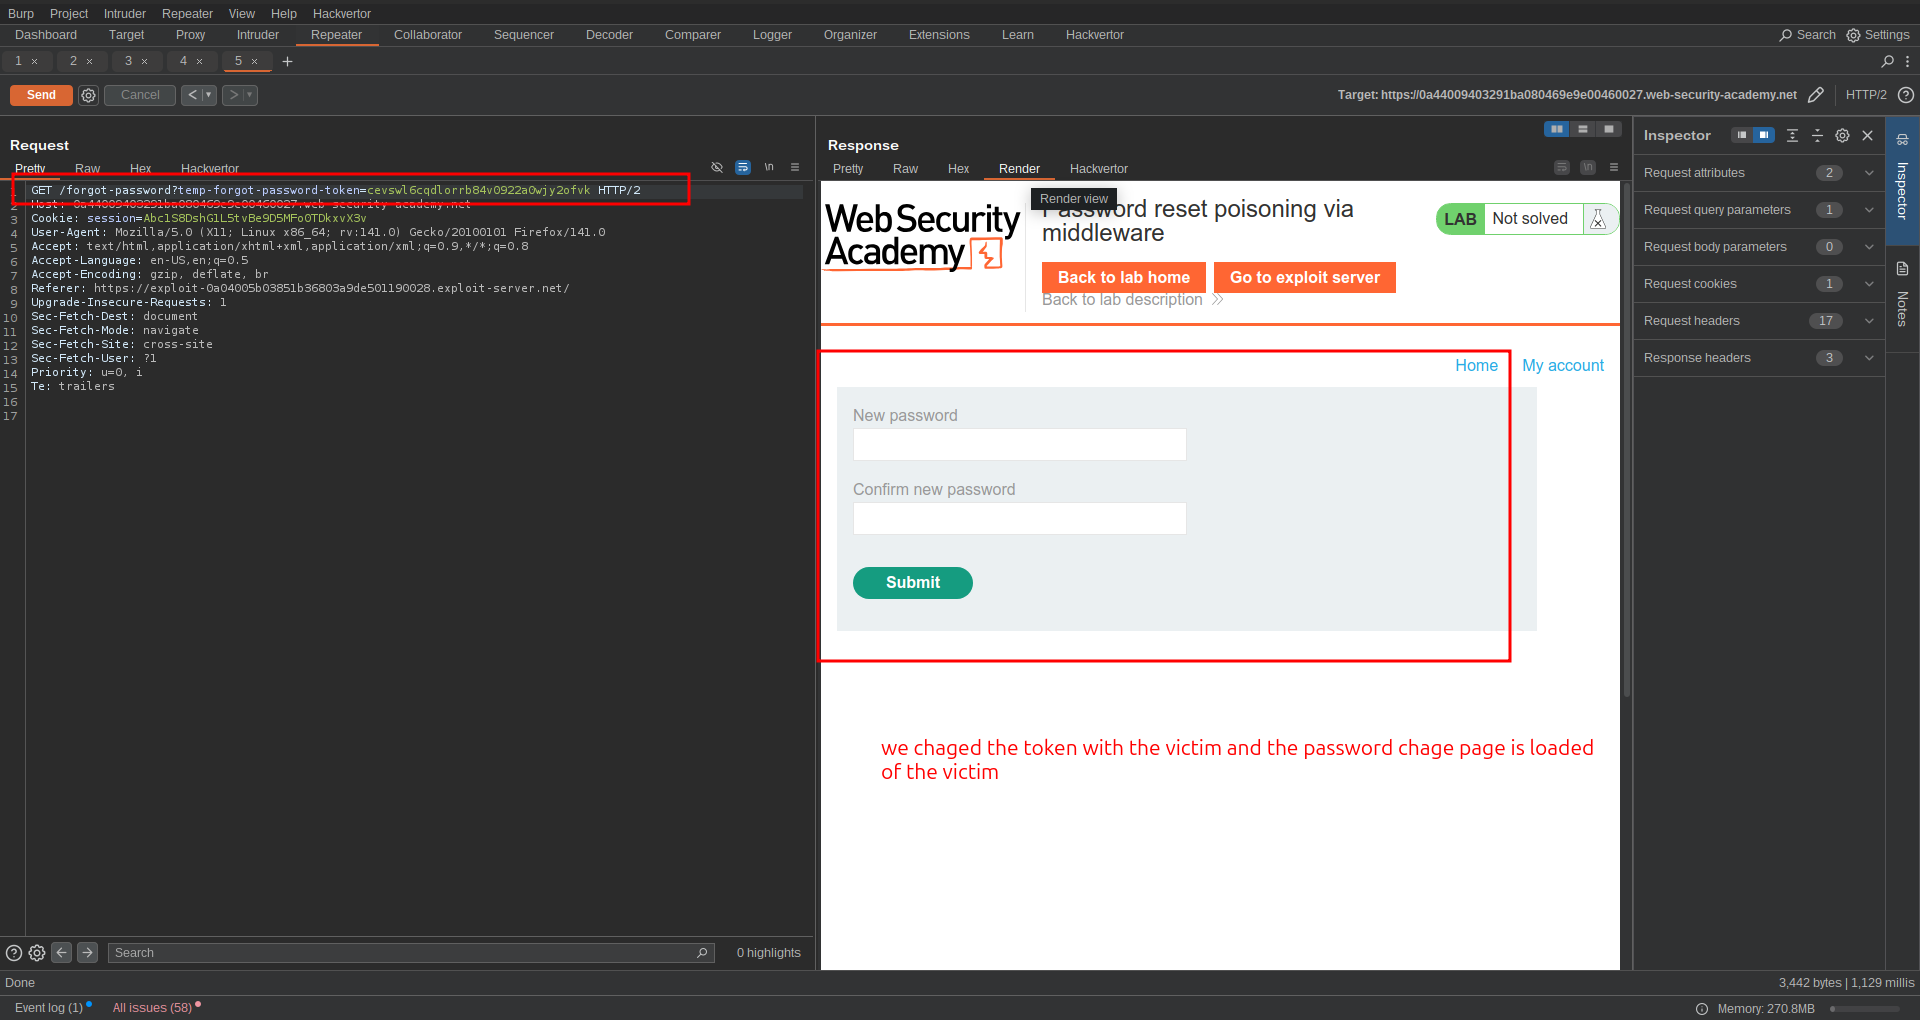 Burp Project Intruder Repeater View Help Hackvertor
Dashboard Target Proxy Intruder Repeater Collaborator Sequencer Decoder Comparer Logger Organizer Extensions Learn Hackvertor Search Settings
1 × 2 × 3 × 4 × 5 × +
Send Cancel < > Target: https://0a44009403291ba080469e9e00460027.web-security-academy.net HTTP/2
Request
Pretty Raw Hex Hackvertor \n
1 GET /forgot-password?temp-forgot-password-token=cevswl6cqdlorrb84v0922a0wjy2ofvk HTTP/2
2 Host: 0a44009403291ba080469e9e00460027.web-security-academy.net
3 Cookie: session=AbclS8DshG1L5tvBe9D5MFoOTDkxvX3v
4 User-Agent: Mozilla/5.0 (X11; Linux x86_64; rv:141.0) Gecko/20100101 Firefox/141.0
5 Accept: text/html,application/xhtml+xml,application/xml;q=0.9,*/*;q=0.8
6 Accept-Language: en-US,en;q=0.5
7 Accept-Encoding: gzip, deflate, br
8 Referer: https://exploit-0a04005b03851b36803a9de501190028.exploit-server.net/
9 Upgrade-Insecure-Requests: 1
10 Sec-Fetch-Dest: document
11 Sec-Fetch-Mode: navigate
12 Sec-Fetch-Site: cross-site
13 Sec-Fetch-User: ?1
14 Priority: u=0, i
15 Te: trailers
16
17
Response
Pretty Raw Hex Render Hackvertor \n
Render view
Web Security
Academy
Password reset poisoning via
middleware
LAB Not solved
Back to lab home Go to exploit server
Back to lab description
Home My account
New password
Confirm new password
Submit
we chaged the token with the victim and the password chage page is loaded
of the victim
Inspector
Request attributes 2
Request query parameters 1
Request body parameters 0
Request cookies 1
Request headers 17
Response headers 3
Inspector
Notes
Search 0 highlights
Done 3,442 bytes | 1,129 millis
Event log (1) All issues (58) Memory: 270.8MB